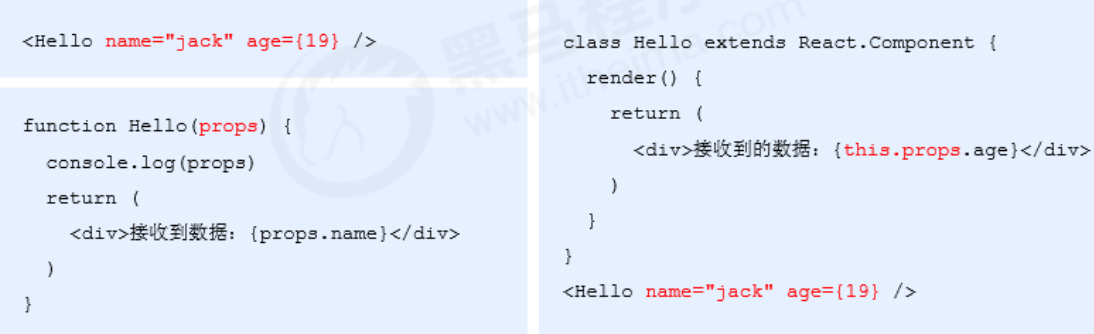 <Hello name="jack" age={19} />
function Hello(props) {
  console.log(props)
  return (
    <div>接收到数据：{props.name}</div>
  )
}
class Hello extends React.Component {
  render() {
    return (
      <div>接收到的数据：{this.props.age}</div>
    )
  }
}
<Hello name="jack" age={19} />
黑马程序
www.itheima.com